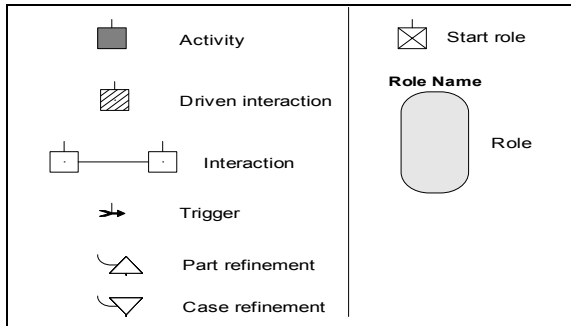 Activity
Driven interaction
Interaction
Trigger
Part refinement
Case refinement
Start role
Role Name
Role